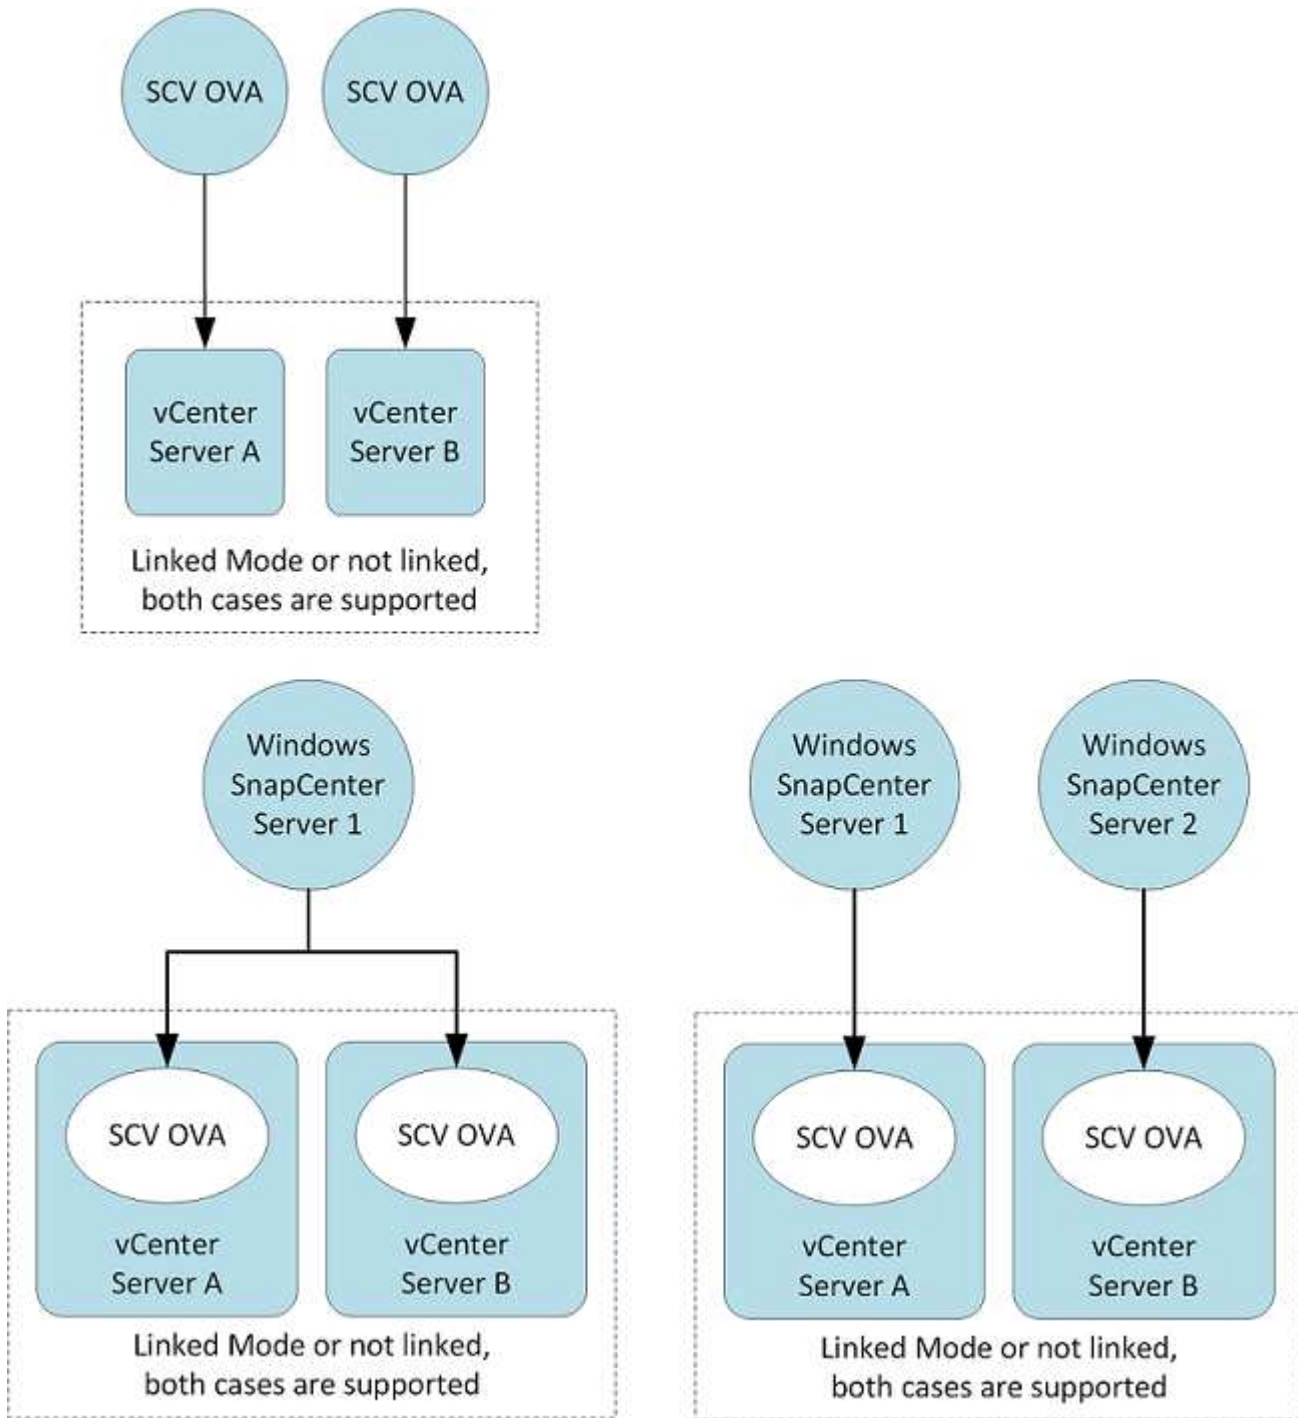 SCV OVA
SCV OVA
vCenter
Server A
vCenter
Server B
Linked Mode or not linked,
both cases are supported
Windows
SnapCenter
Server 1
SCV OVA
vCenter
Server A
SCV OVA
vCenter
Server B
Linked Mode or not linked,
both cases are supported
Windows
SnapCenter
Server 1
Windows
SnapCenter
Server 2
SCV OVA
vCenter
Server A
SCV OVA
vCenter
Server B
Linked Mode or not linked,
both cases are supported